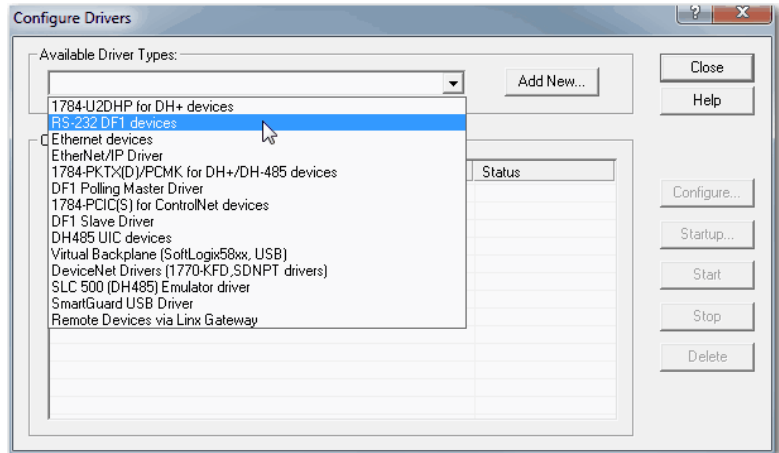 Configure Drivers
?
X
Available Driver Types:
Add New...
Close
Help
1784-U2DHP for DH+ devices
RS-232 DF1 devices
Ethernet devices
EtherNet/IP Driver
1784-PKTX(D)/PCMK for DH+/DH-485 devices
DF1 Polling Master Driver
1784-PCIC(S) for ControlNet devices
DF1 Slave Driver
DH485 UIC devices
Virtual Backplane (SoftLogix58xx, USB)
DeviceNet Drivers (1770-KFD,SDNPT drivers)
SLC 500 (DH485) Emulator driver
SmartGuard USB Driver
Remote Devices via Linx Gateway
Status
Configure...
Startup...
Start
Stop
Delete